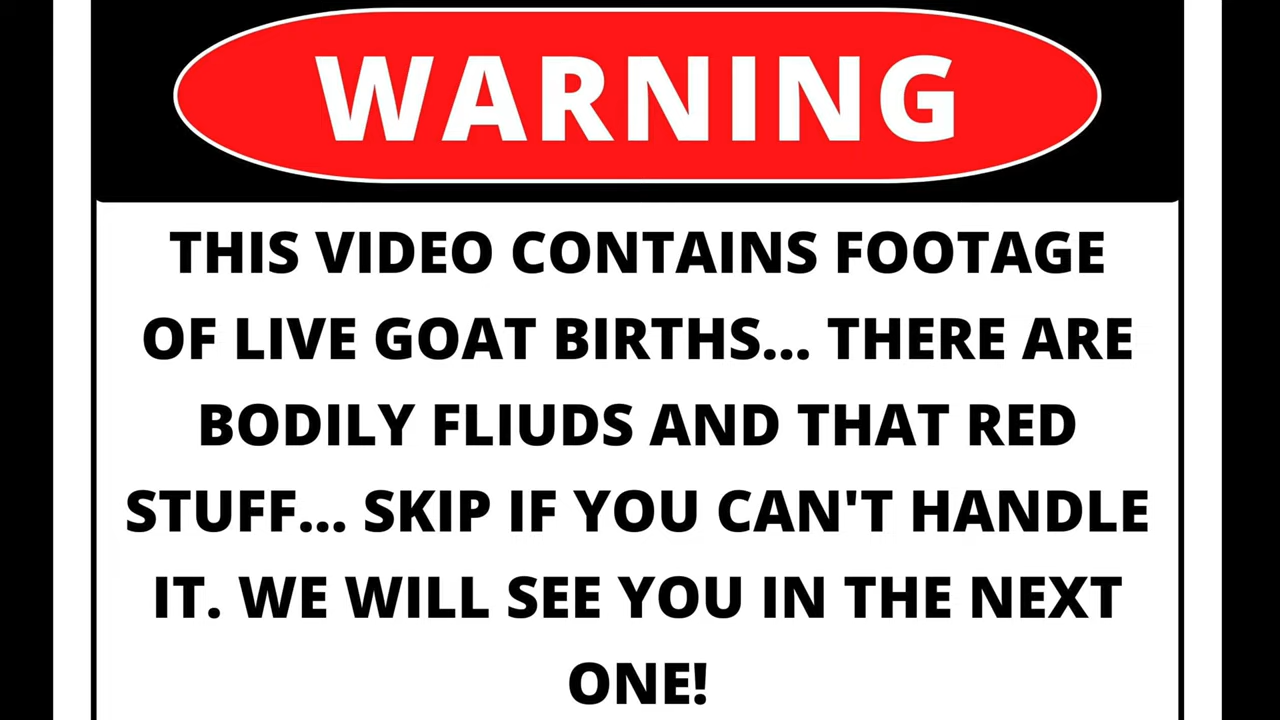 WARNING
THIS VIDEO CONTAINS FOOTAGE
OF LIVE GOAT BIRTHS... THERE ARE
BODILY FLIUDS AND THAT RED
STUFF... SKIP IF YOU CAN'T HANDLE
IT. WE WILL SEE YOU IN THE NEXT
ONE!